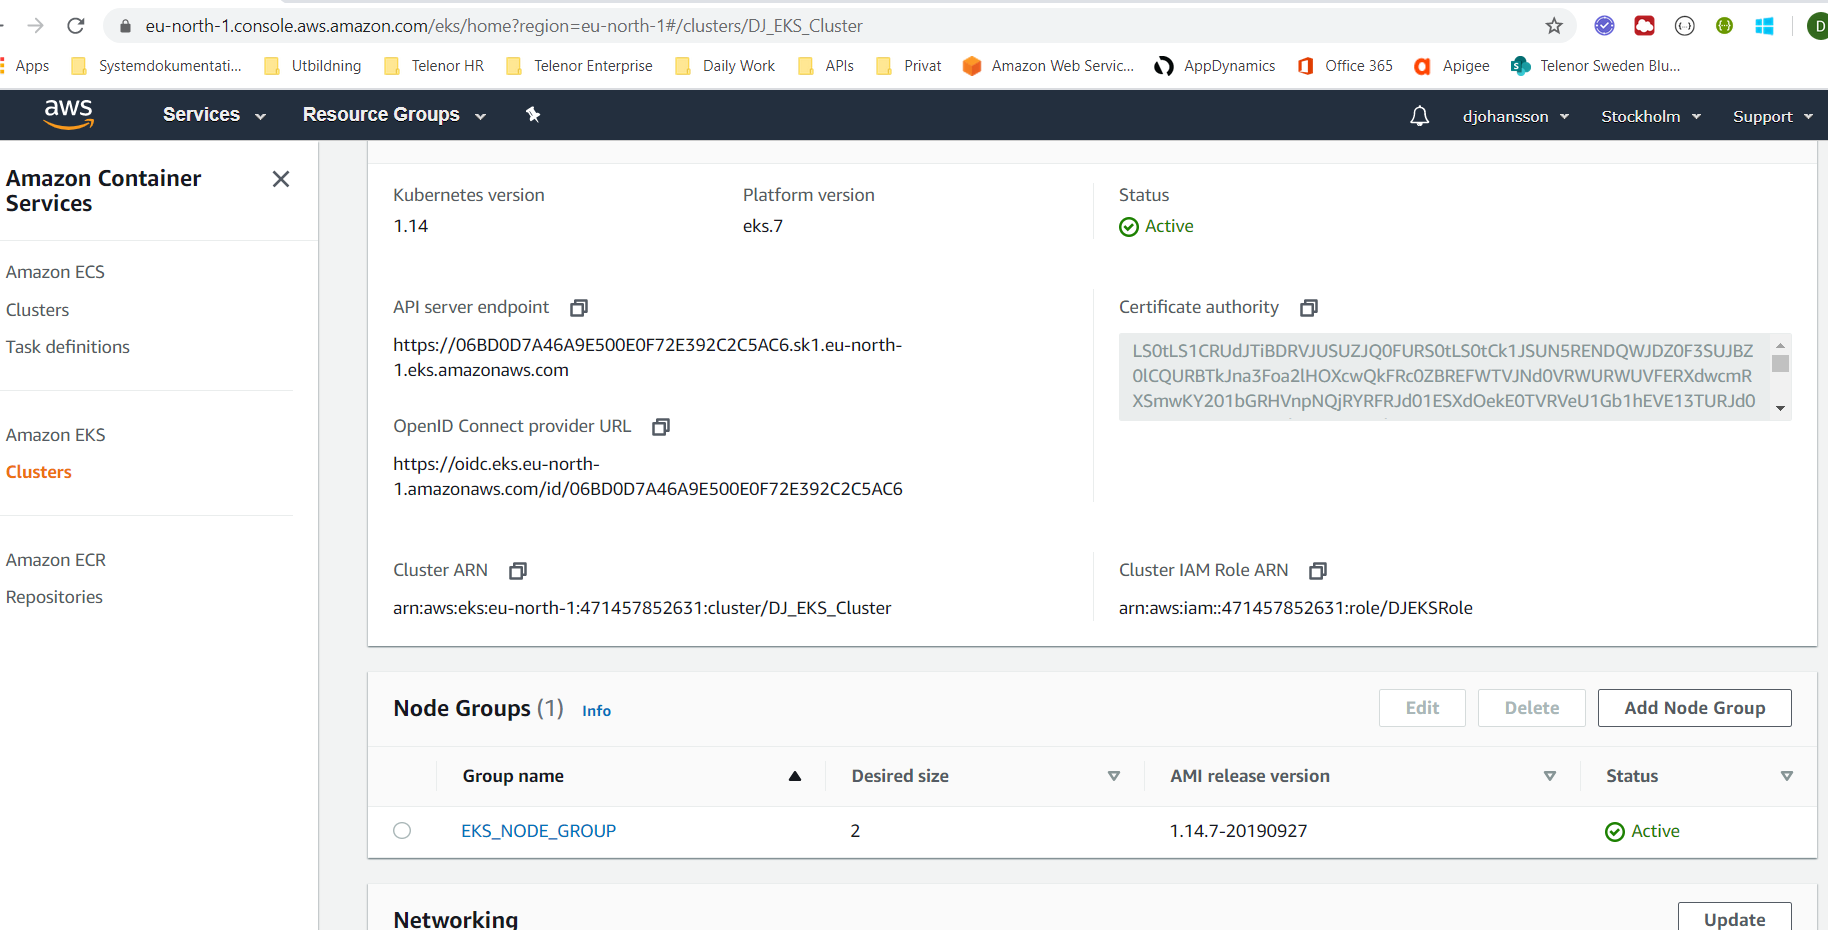 eu-north-1.console.aws.amazon.com/eks/home?region=eu-north-1#/clusters/DJ_EKS_Cluster
D
Apps Systemdokumentati... Utbildning Telenor HR Telenor Enterprise Daily Work APIs Privat Amazon Web Servic... AppDynamics Office 365 Apigee Telenor Sweden Blu...
aws Services Resource Groups djohansson Stockholm Support
Amazon Container
Services
Amazon ECS
Clusters
Task definitions
Amazon EKS
Clusters
Amazon ECR
Repositories
Kubernetes version Platform version Status
1.14 eks.7 Active
API server endpoint
https://06BD0D7A46A9E500E0F72E392C2C5AC6.sk1.eu-north-
1.eks.amazonaws.com
Certificate authority
LS0tLS1CRUdJTiBDRVJUSUZJQ0FURS0tLS0tCk1JSUN5RENDQWJDZ0F3SUJBZ
0lCQURBTkJna3Foa2lHOXcwQkFRc0ZBREFWTVJNd0VRWURWUVFERXdwcmR
XSmwKY201bGRHVnpNQjRYRFRJd01ESXdOekE0TVRVeU1Gb1hEVE13TURJd0
OpenID Connect provider URL
https://oidc.eks.eu-north-
1.amazonaws.com/id/06BD0D7A46A9E500E0F72E392C2C5AC6
Cluster ARN
arn:aws:eks:eu-north-1:471457852631:cluster/DJ_EKS_Cluster
Cluster IAM Role ARN
arn:aws:iam::471457852631:role/DJEKSRole
Node Groups (1) Info Edit Delete Add Node Group
Group name Desired size AMI release version Status
EKS_NODE_GROUP 2 1.14.7-20190927 Active
Networking Update